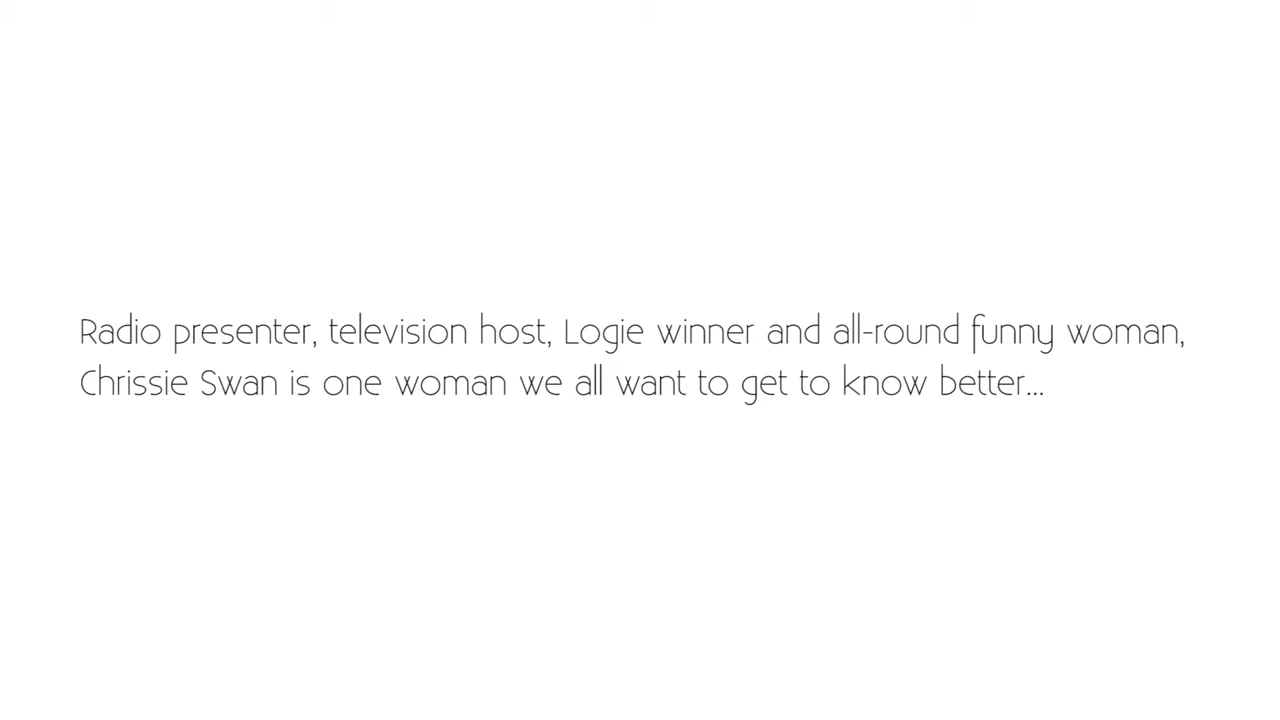 Radio presenter, television host, Logie winner and all-round funny woman,
Chrissie Swan is one woman we all want to get to know better...